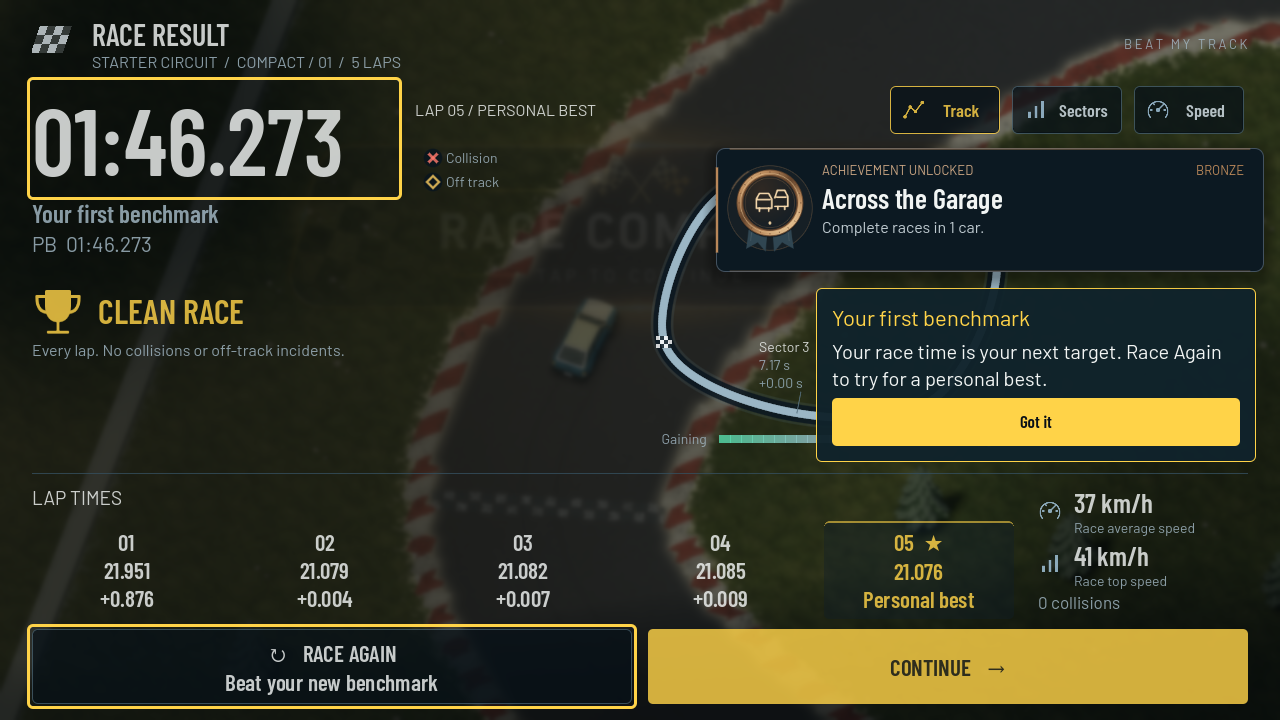 RACE RESULT
STARTER CIRCUIT / COMPACT / 01 / 5 LAPS
BEAT MY TRACK
01:46.273
LAP 05 / PERSONAL BEST
Collision
Off track
Track
Sectors
Speed
Your first benchmark
PB 01:46.273
ACHIEVEMENT UNLOCKED
BRONZE
Across the Garage
Complete races in 1 car.
CLEAN RACE
Every lap. No collisions or off-track incidents.
Sector 3
7.17 s
+0.00 s
Gaining
Your first benchmark
Your race time is your next target. Race Again
to try for a personal best.
Got it
LAP TIMES
01
21.951
+0.876
02
21.079
+0.004
03
21.082
+0.007
04
21.085
+0.009
05 ★
21.076
Personal best
37 km/h
Race average speed
41 km/h
Race top speed
0 collisions
↻ RACE AGAIN
Beat your new benchmark
CONTINUE →